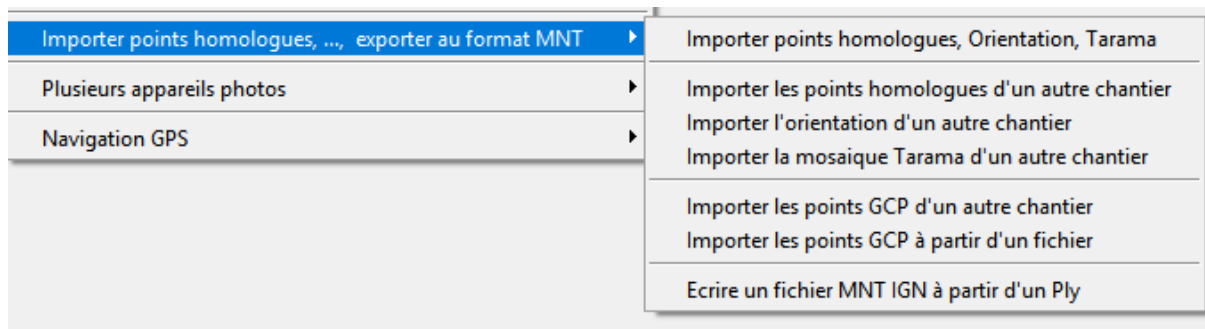 Importer points homologues, ..., exporter au format MNT
Plusieurs appareils photos
Navigation GPS
Importer points homologues, Orientation, Tarama
Importer les points homologues d'un autre chantier
Importer l'orientation d'un autre chantier
Importer la mosaique Tarama d'un autre chantier
Importer les points GCP d'un autre chantier
Importer les points GCP à partir d'un fichier
Ecrire un fichier MNT IGN à partir d'un Ply